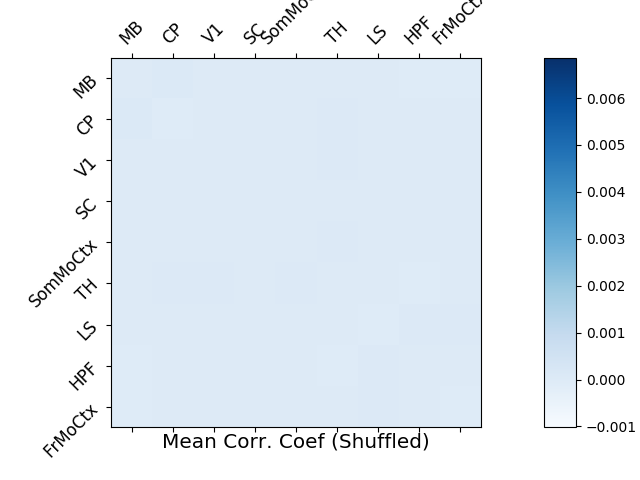 MB CP V1 SC SomMoCtx TH LS HPF FrMoCtx
MB
CP
V1
SC
SomMoCtx
TH
LS
HPF
FrMoCtx
Mean Corr. Coef (Shuffled)
0.006
0.005
0.004
0.003
0.002
0.001
0.000
−0.001